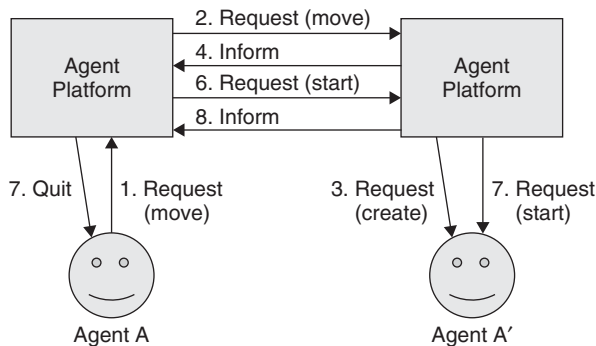 2. Request (move)
4. Inform
6. Request (start)
8. Inform
Agent
Platform
Agent
Platform
7. Quit
1. Request
(move)
3. Request
(create)
7. Request
(start)
Agent A
Agent A′